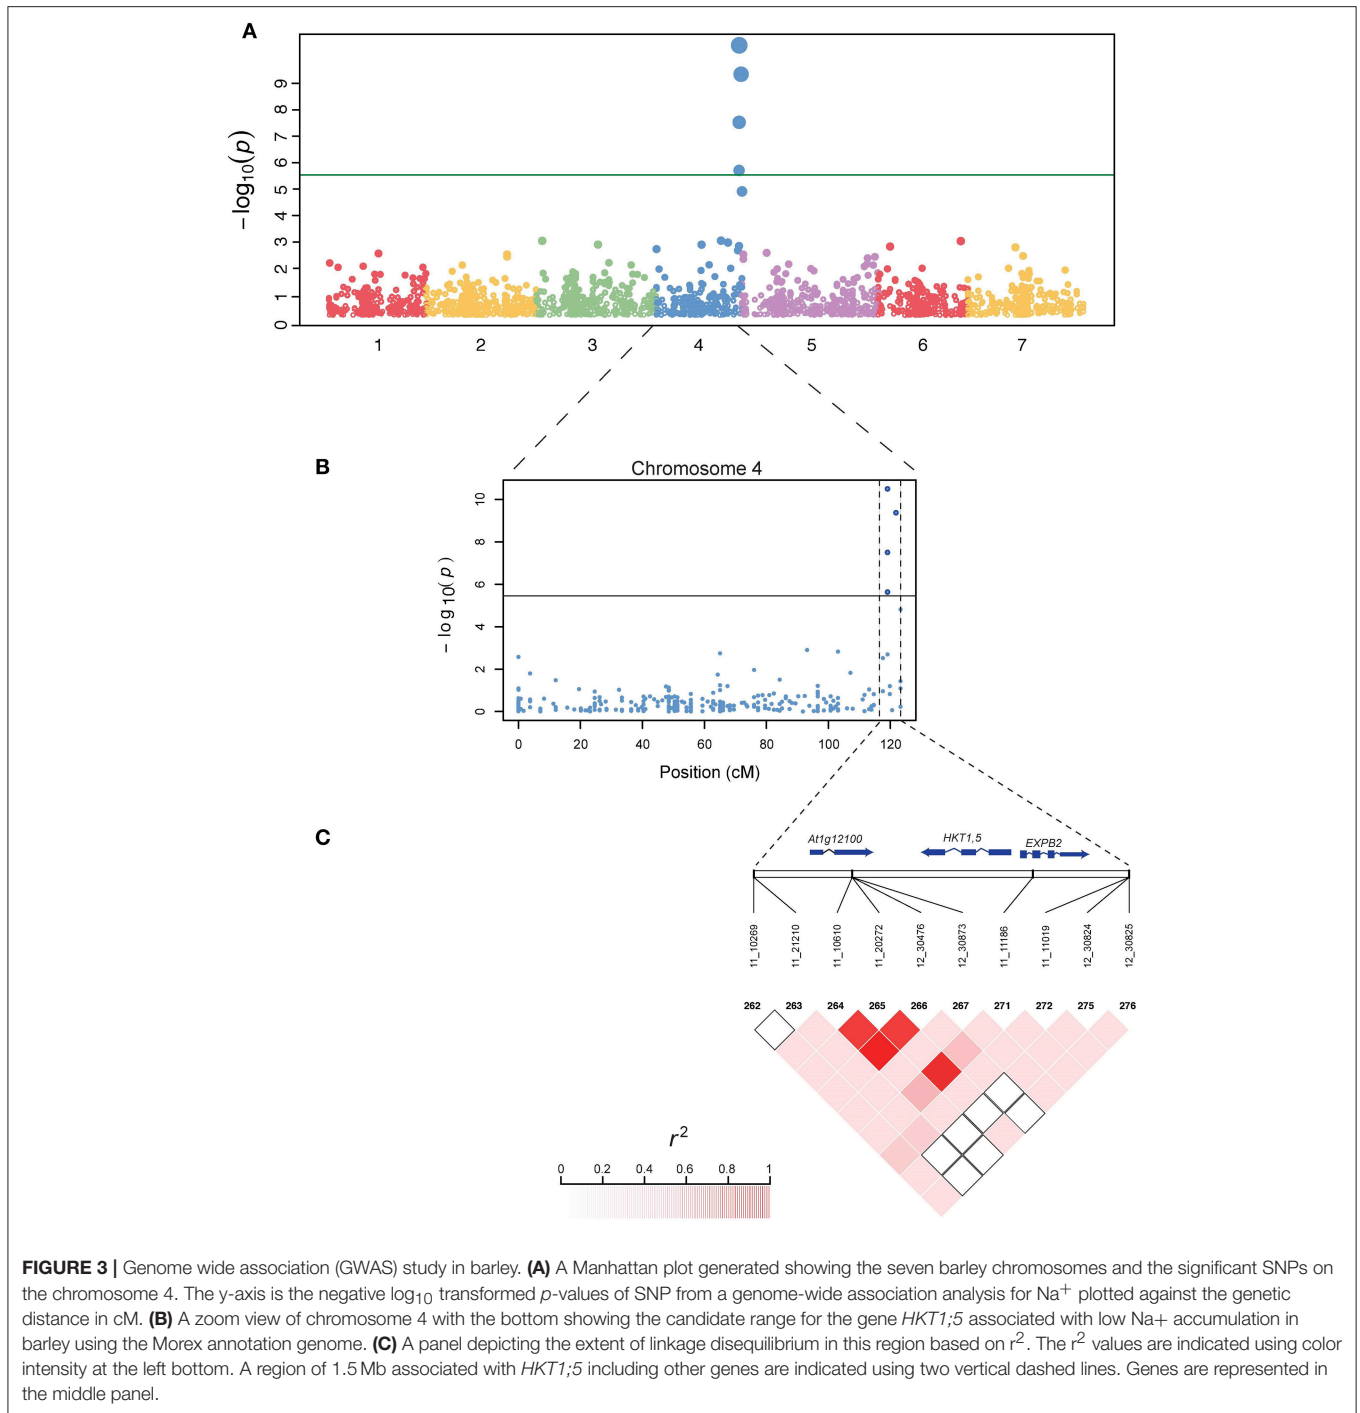 A
9
8
7
6
5
4
3
2
1
0
−log10(p)
1 2 3 4 5 6 7
B
Chromosome 4
10
8
6
4
2
0
− log10(p)
0 20 40 60 80 100 120
Position (cM)
C
At1g12100 HKT1,5 EXPB2
11_10269 11_21210 11_10610 11_20272 12_30476 12_30873 11_11186 11_11019 12_30824 12_30825
262 263 264 265 266 267 271 272 275 276
r2
0 0.2 0.4 0.6 0.8 1
FIGURE 3 | Genome wide association (GWAS) study in barley. (A) A Manhattan plot generated showing the seven barley chromosomes and the significant SNPs on
the chromosome 4. The y-axis is the negative log10 transformed p-values of SNP from a genome-wide association analysis for Na+ plotted against the genetic
distance in cM. (B) A zoom view of chromosome 4 with the bottom showing the candidate range for the gene HKT1;5 associated with low Na+ accumulation in
barley using the Morex annotation genome. (C) A panel depicting the extent of linkage disequilibrium in this region based on r2. The r2 values are indicated using color
intensity at the left bottom. A region of 1.5 Mb associated with HKT1;5 including other genes are indicated using two vertical dashed lines. Genes are represented in
the middle panel.